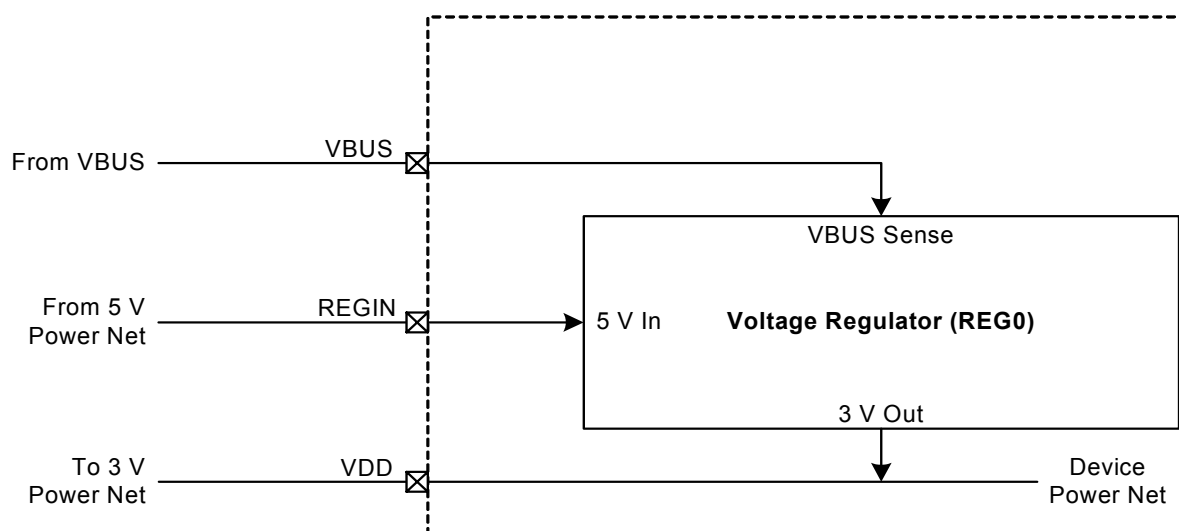 From VBUS
VBUS
VBUS Sense
From 5 V
Power Net
REGIN
5 V In
Voltage Regulator (REG0)
3 V Out
To 3 V
Power Net
VDD
Device
Power Net